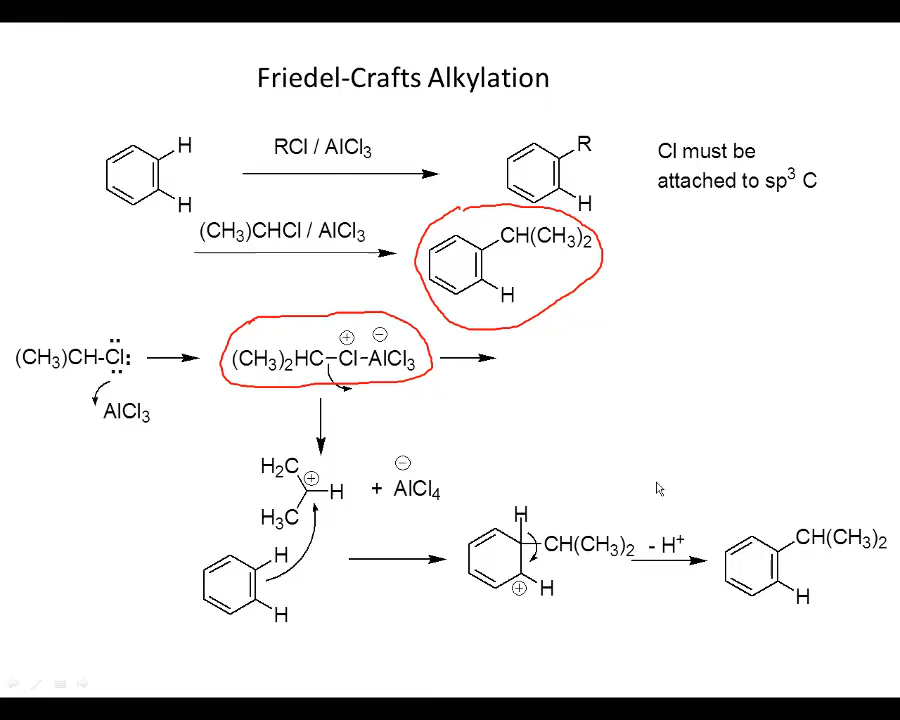 Friedel-Crafts Alkylation
H
H
RCl / AlCl₃
R
H
Cl must be
attached to sp³ C
(CH₃)CHCl / AlCl₃
CH(CH₃)₂
H
(CH₃)CH-Cl:
AlCl₃
(CH₃)₂HC-Cl-AlCl₃
⊕ ⊖
H₂C
⊕
H
H₃C
+ AlCl₄
⊖
H
H
H
CH(CH₃)₂
⊕
H
- H⁺
CH(CH₃)₂
H